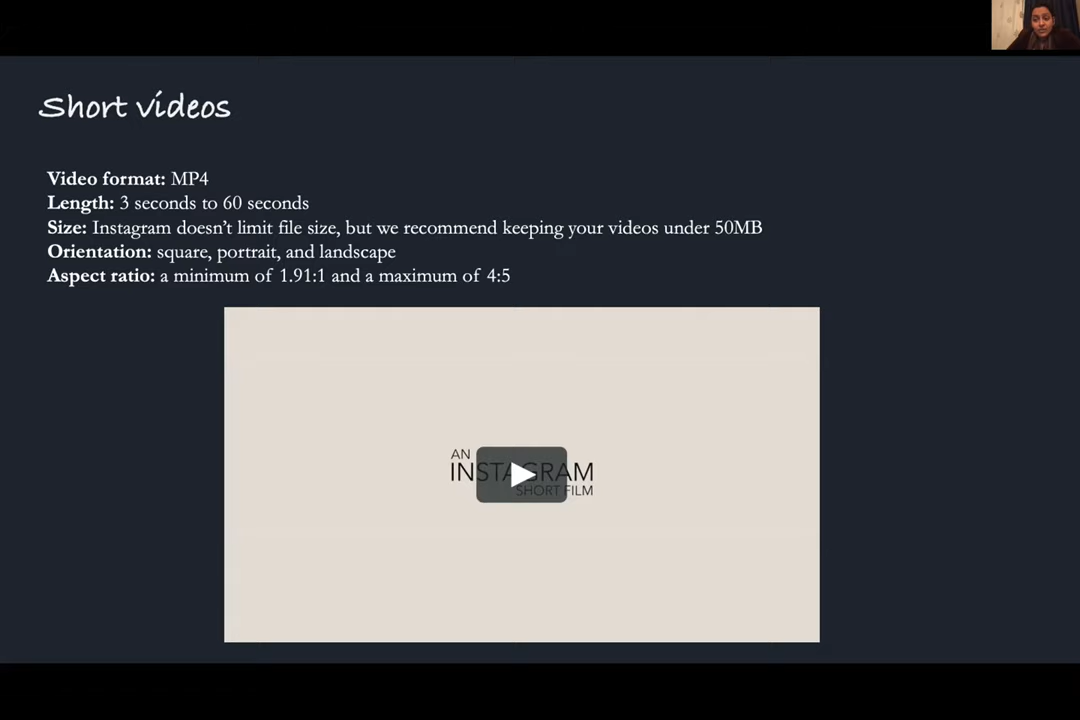 Short videos
Video format: MP4
Length: 3 seconds to 60 seconds
Size: Instagram doesn’t limit file size, but we recommend keeping your videos under 50MB
Orientation: square, portrait, and landscape
Aspect ratio: a minimum of 1.91:1 and a maximum of 4:5
AN
INSTAGRAM
SHORT FILM